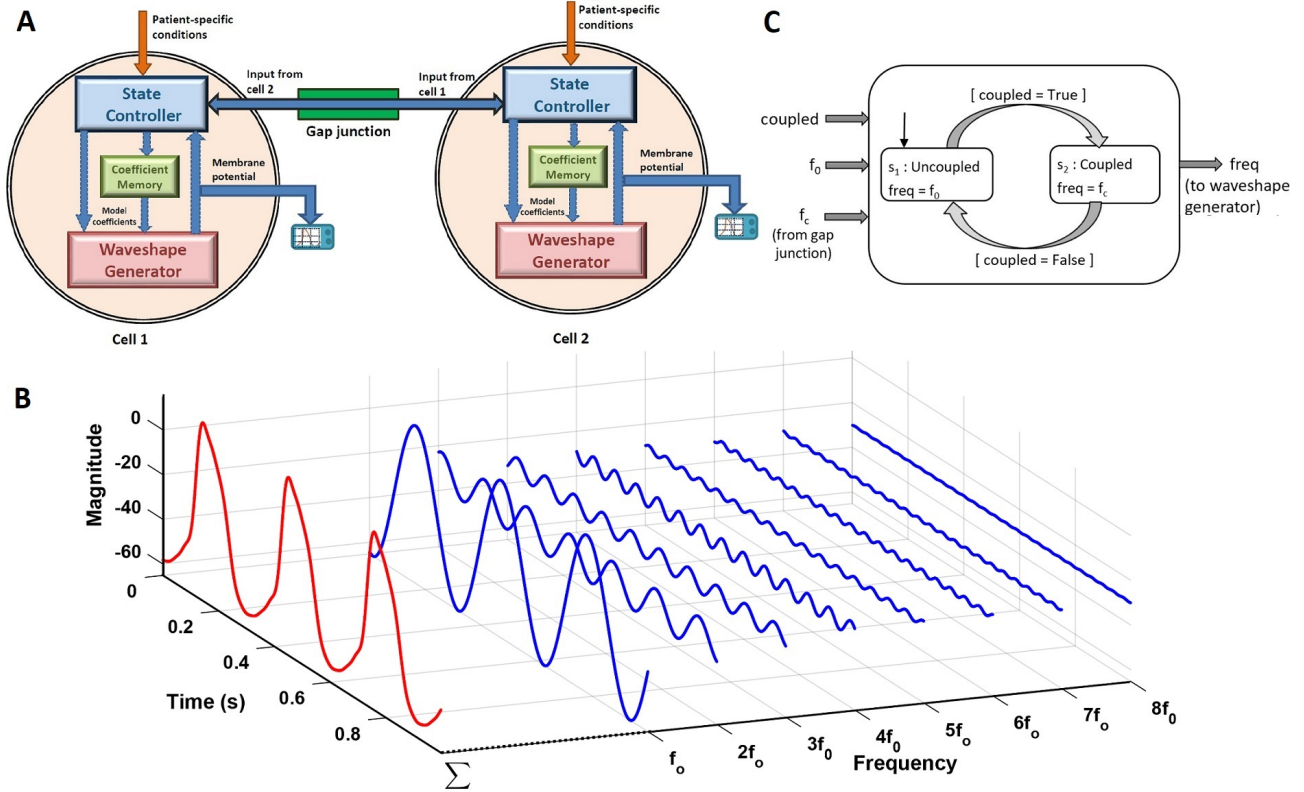 A
Patient-specific
conditions
State
Controller
Coefficient
Memory
Model
coefficients
Waveshape
Generator
Membrane
potential
Cell 1
Input from
cell 2
Gap junction
Input from
cell 1
Patient-specific
conditions
State
Controller
Coefficient
Memory
Model
coefficients
Waveshape
Generator
Membrane
potential
Cell 2
C
coupled
f₀
f_c
(from gap
junction)
[ coupled = True ]
s₁ : Uncoupled
freq = f₀
s₂ : Coupled
freq = f_c
[ coupled = False ]
freq
(to waveshape
generator)
B
Magnitude
0
-20
-40
-60
0
0.2
0.4
0.6
0.8
Time (s)
∑
fₒ
2fₒ
3f₀
4f₀
5fₒ
6fₒ
7fₒ
8f₀
Frequency